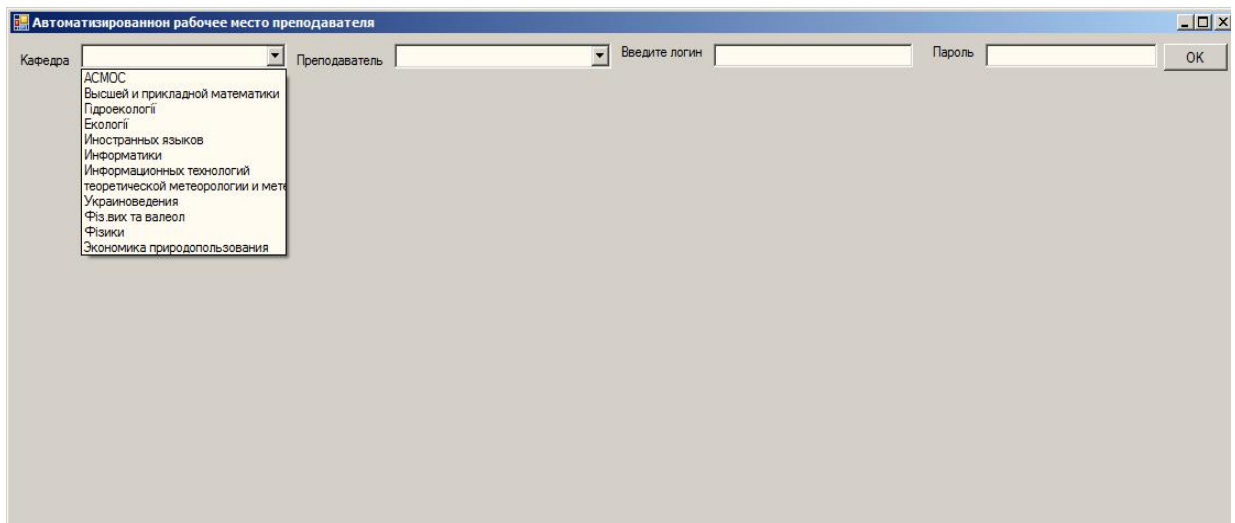 Автоматизированнон рабочее место преподавателя
Кафедра Преподаватель Введите логин Пароль OK
АСМОС
Высшей и прикладной математики
Гідроекології
Екології
Иностранных языков
Информатики
Информационных технологий
теоретической метеорологии и мете
Украиноведения
Фіз.вих та валеол
Фізики
Экономика природопользования